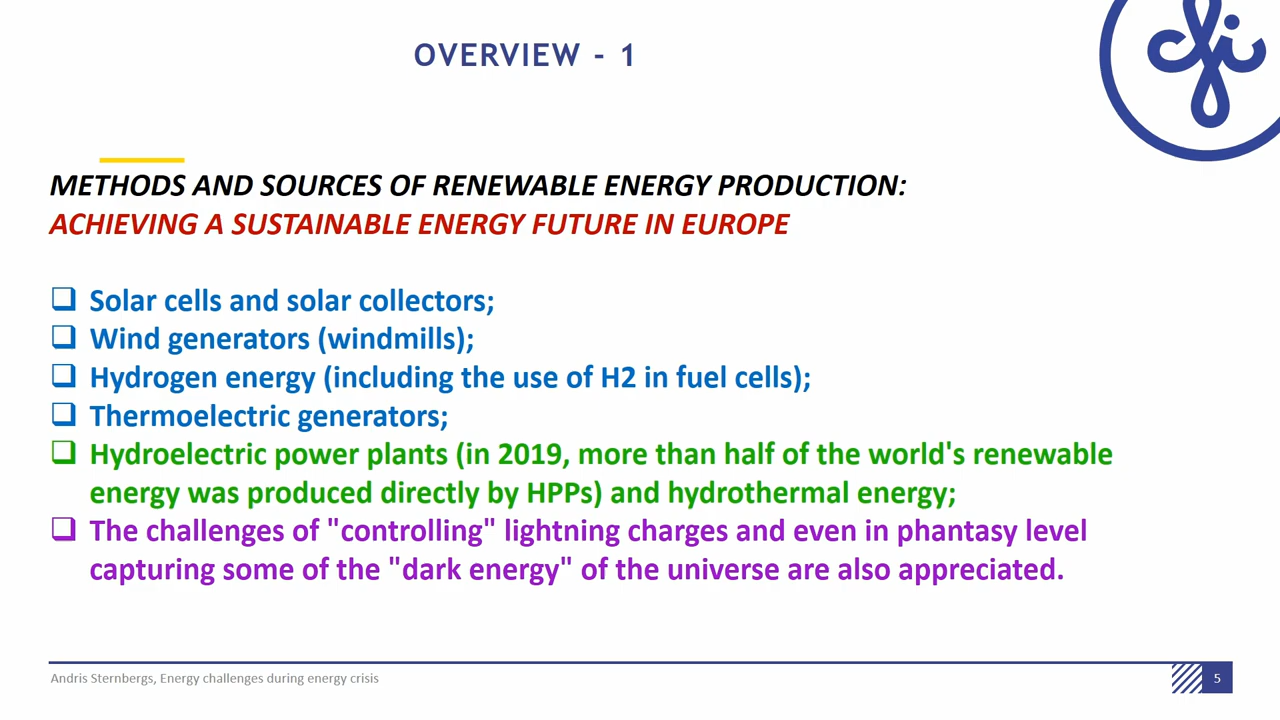 OVERVIEW - 1
METHODS AND SOURCES OF RENEWABLE ENERGY PRODUCTION:
ACHIEVING A SUSTAINABLE ENERGY FUTURE IN EUROPE
❑ Solar cells and solar collectors;
❑ Wind generators (windmills);
❑ Hydrogen energy (including the use of H2 in fuel cells);
❑ Thermoelectric generators;
❑ Hydroelectric power plants (in 2019, more than half of the world's renewable
energy was produced directly by HPPs) and hydrothermal energy;
❑ The challenges of "controlling" lightning charges and even in phantasy level
capturing some of the "dark energy" of the universe are also appreciated.
Andris Sternbergs, Energy challenges during energy crisis
5